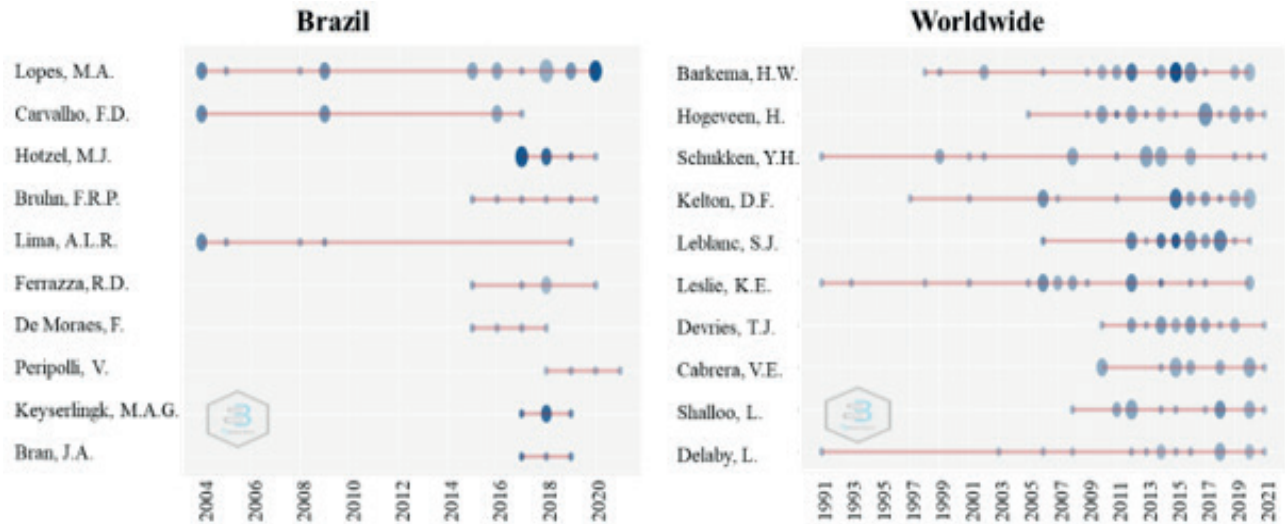 Brazil
Lopes, M.A.
Carvalho, F.D.
Hotzel, M.J.
Bruhn, F.R.P.
Lima, A.L.R.
Ferrazza, R.D.
De Moraes, F.
Peripolli, V.
Keyserlingk, M.A.G.
Bran, J.A.
2004 2006 2008 2010 2012 2014 2016 2018 2020
Worldwide
Barkema, H.W.
Hogeveen, H.
Schukken, Y.H.
Kelton, D.F.
Leblanc, S.J.
Leslie, K.E.
Devries, T.J.
Cabrera, V.E.
Shalloo, L.
Delaby, L.
1991 1993 1995 1997 1999 2001 2003 2005 2007 2009 2011 2013 2015 2017 2019 2021